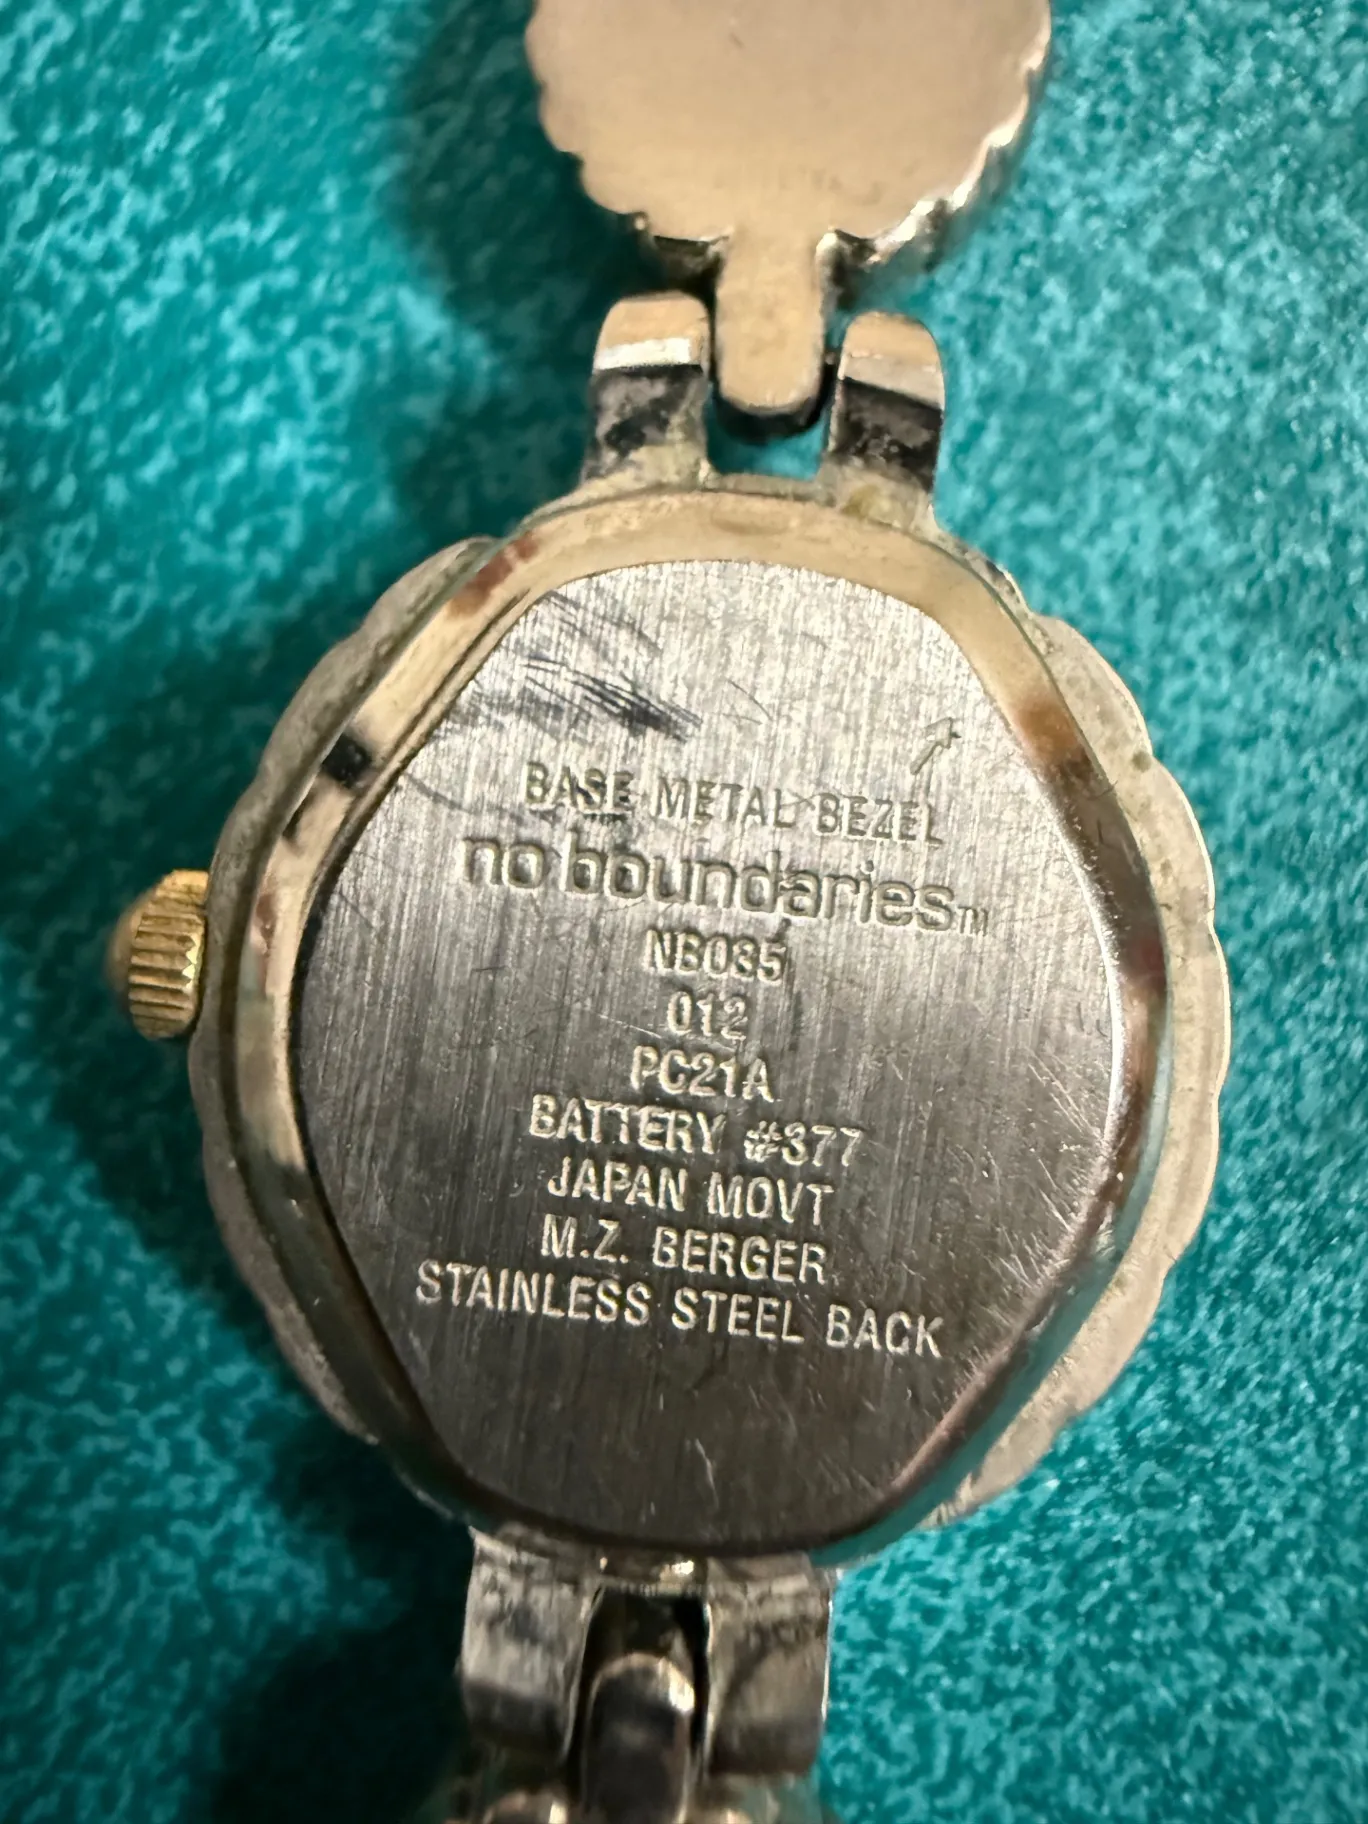 BASE METAL BEZEL
no boundaries™
NB035
012
PC21A
BATTERY #377
JAPAN MOVT
M.Z. BERGER
STAINLESS STEEL BACK